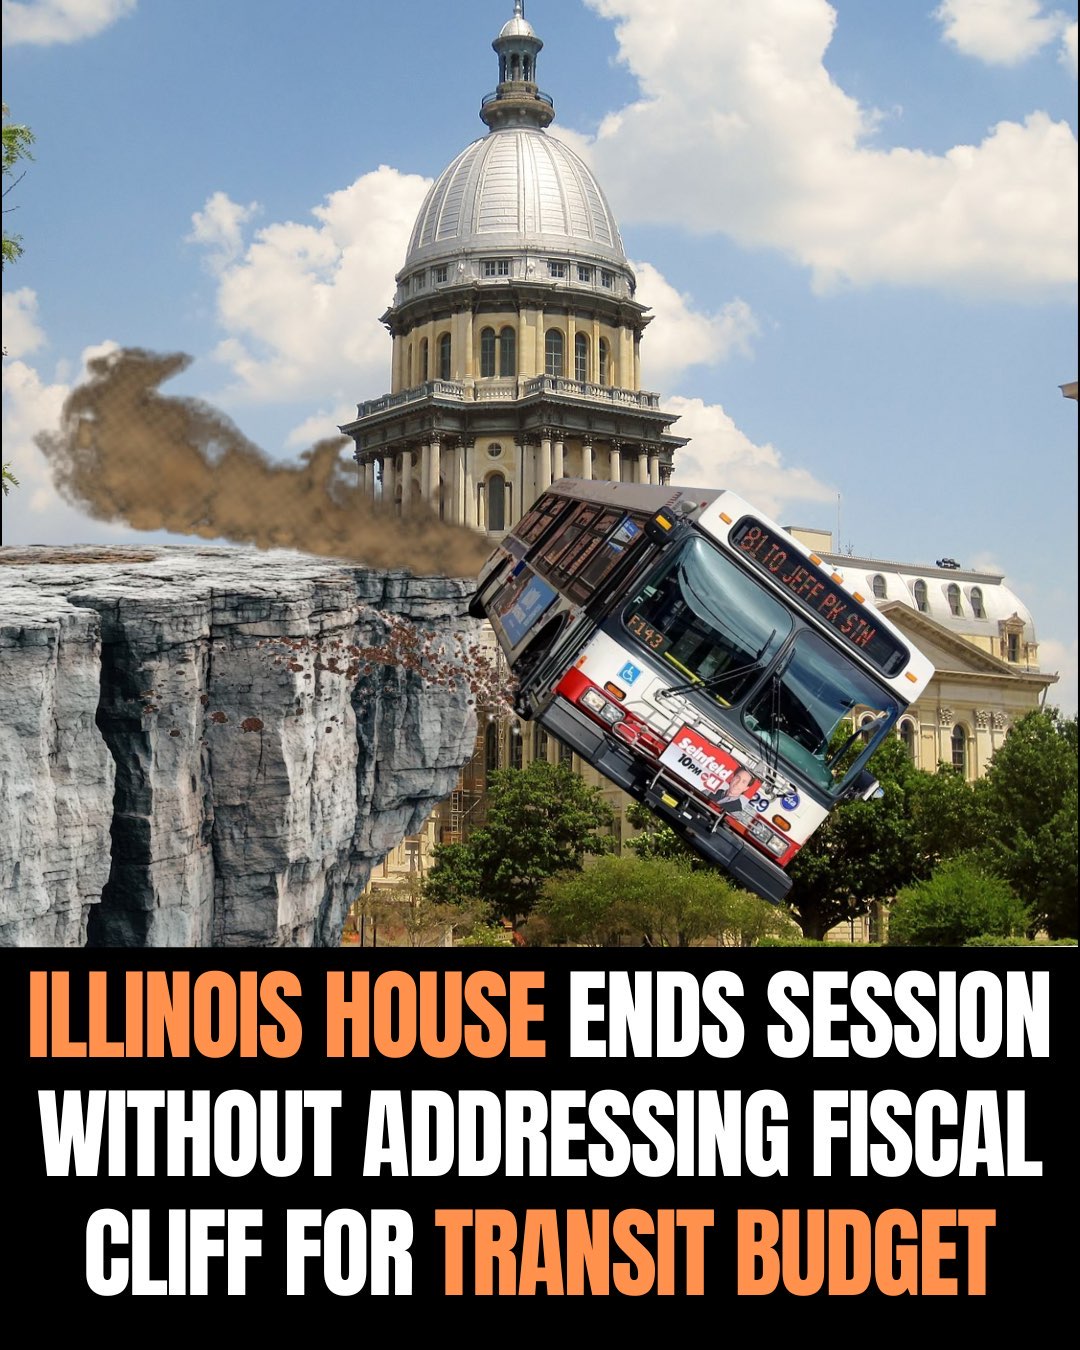 81 TO JEFF PK STN
F143
Seinfeld
10PM
29
ILLINOIS HOUSE ENDS SESSION
WITHOUT ADDRESSING FISCAL
CLIFF FOR TRANSIT BUDGET